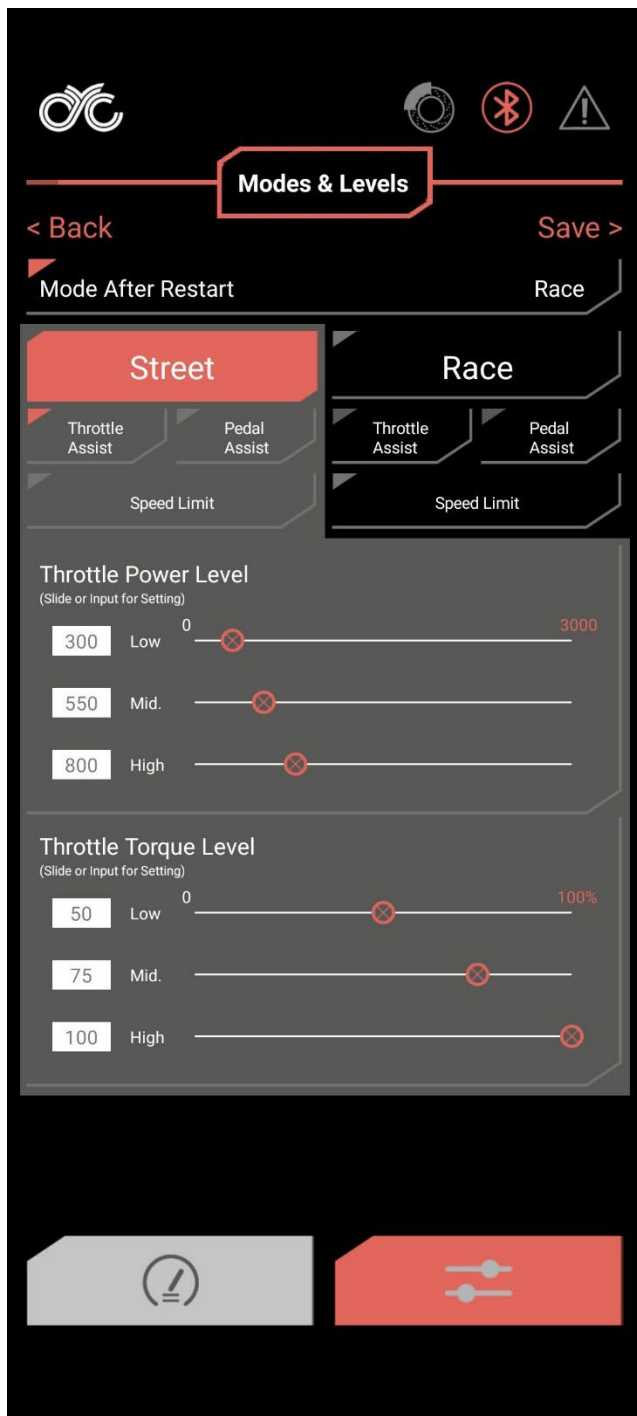 CYC
Modes & Levels
< Back
Save >
Mode After Restart
Race
Street
Race
Throttle
Assist
Pedal
Assist
Throttle
Assist
Pedal
Assist
Speed Limit
Speed Limit
Throttle Power Level
(Slide or Input for Setting)
0
3000
300 Low
550 Mid.
800 High
Throttle Torque Level
(Slide or Input for Setting)
0
100%
50 Low
75 Mid.
100 High